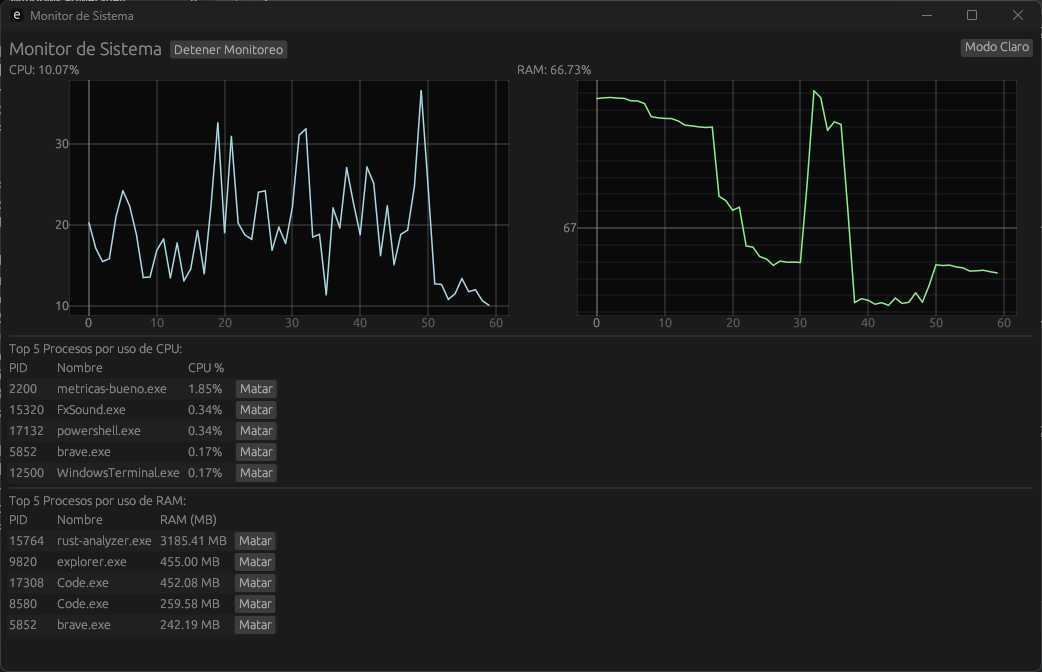 e Monitor de Sistema
Monitor de Sistema Detener Monitoreo Modo Claro
CPU: 10.07% RAM: 66.73%
30
20
10
0 10 20 30 40 50 60
67
0 10 20 30 40 50 60
Top 5 Procesos por uso de CPU:
PID Nombre CPU %
2200 metricas-bueno.exe 1.85% Matar
15320 FxSound.exe 0.34% Matar
17132 powershell.exe 0.34% Matar
5852 brave.exe 0.17% Matar
12500 WindowsTerminal.exe 0.17% Matar
Top 5 Procesos por uso de RAM:
PID Nombre RAM (MB)
15764 rust-analyzer.exe 3185.41 MB Matar
9820 explorer.exe 455.00 MB Matar
17308 Code.exe 452.08 MB Matar
8580 Code.exe 259.58 MB Matar
5852 brave.exe 242.19 MB Matar